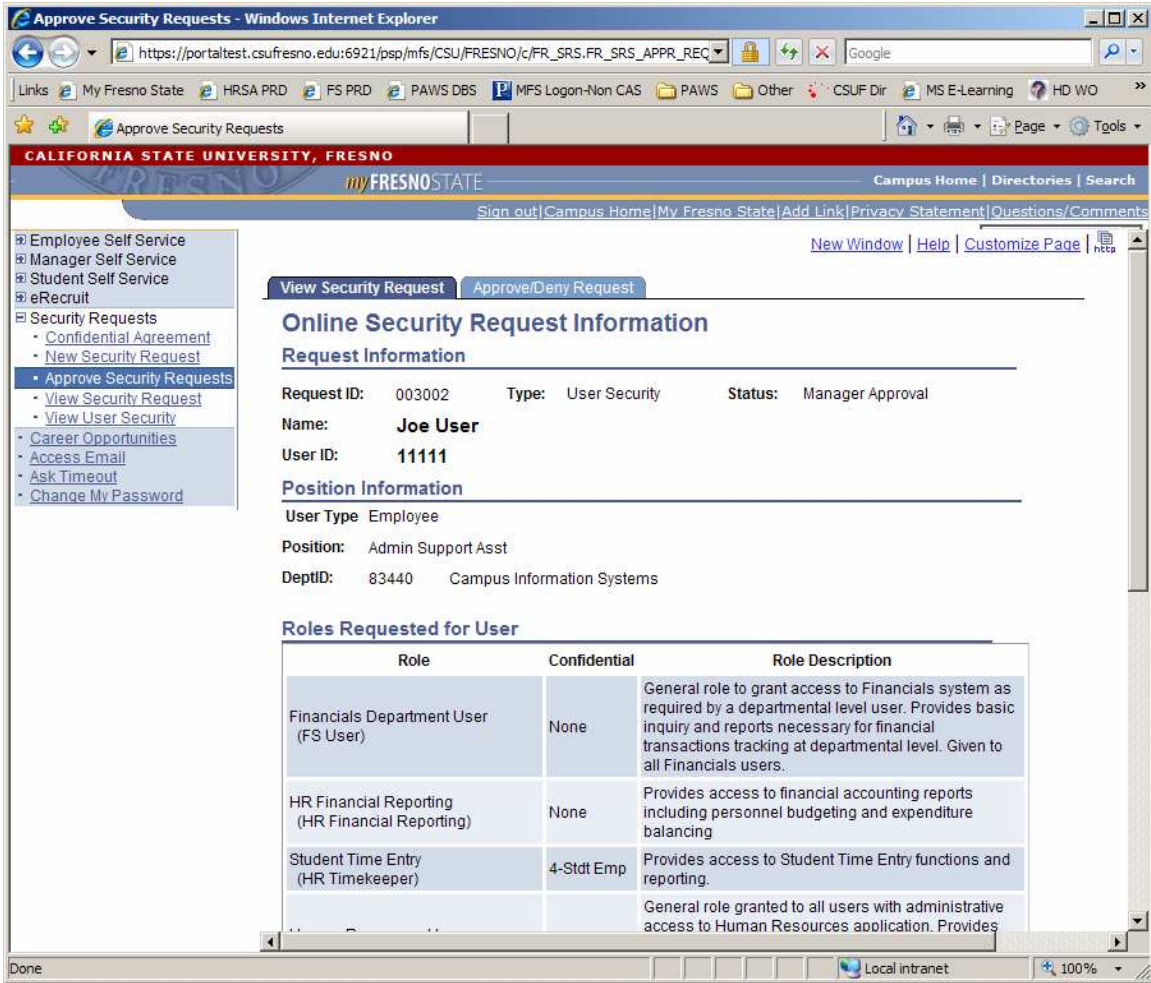 Approve Security Requests - Windows Internet Explorer
https://portaltest.csufresno.edu:6921/psp/mfs/CSU/FRESNO/c/FR_SRS.FR_SRS_APPR_REQ
Google
Links My Fresno State HRSA PRD FS PRD PAWS DBS MFS Logon-Non CAS PAWS Other CSUF Dir MS E-Learning HD WO »
Approve Security Requests
Page Tools
CALIFORNIA STATE UNIVERSITY, FRESNO
FRESNO
my FRESNOSTATE
Campus Home | Directories | Search
Sign out|Campus Home|My Fresno State|Add Link|Privacy Statement|Questions/Comments
New Window | Help | Customize Page | http
Employee Self Service
Manager Self Service
Student Self Service
eRecruit
Security Requests
Confidential Agreement
New Security Request
Approve Security Requests
View Security Request
View User Security
Career Opportunities
Access Email
Ask Timeout
Change My Password
View Security Request Approve/Deny Request
Online Security Request Information
Request Information
Request ID: 003002 Type: User Security Status: Manager Approval
Name: Joe User
User ID: 11111
Position Information
User Type Employee
Position: Admin Support Asst
DeptID: 83440 Campus Information Systems
Roles Requested for User
Role Confidential Role Description
Financials Department User
(FS User)
None
General role to grant access to Financials system as
required by a departmental level user. Provides basic
inquiry and reports necessary for financial
transactions tracking at departmental level. Given to
all Financials users.
HR Financial Reporting
(HR Financial Reporting)
None
Provides access to financial accounting reports
including personnel budgeting and expenditure
balancing
Student Time Entry
(HR Timekeeper)
4-Stdt Emp
Provides access to Student Time Entry functions and
reporting.
General role granted to all users with administrative
access to Human Resources application. Provides
Done
Local intranet
100%